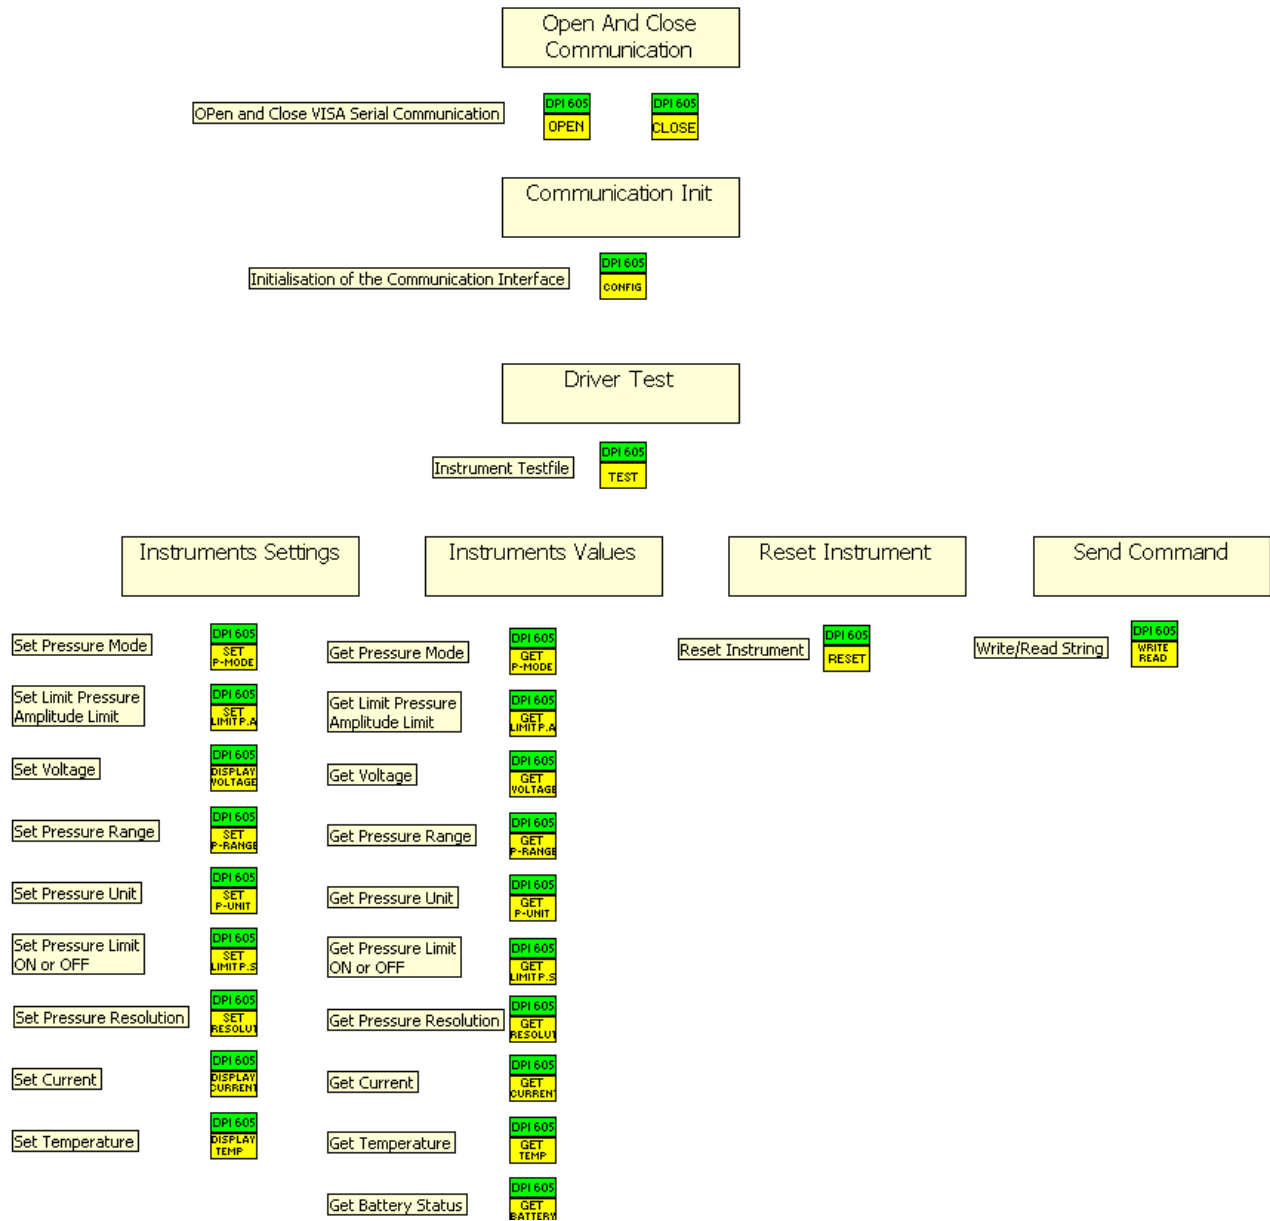 Open And Close
Communication
OPen and Close VISA Serial Communication
DPI 605
OPEN
DPI 605
CLOSE
Communication Init
Initialisation of the Communication Interface
DPI 605
CONFIG
Driver Test
Instrument Testfile
DPI 605
TEST
Instruments Settings
Instruments Values
Reset Instrument
Send Command
Set Pressure Mode
DPI 605
SET
P-MODE
Get Pressure Mode
DPI 605
GET
P-MODE
Reset Instrument
DPI 605
RESET
Write/Read String
DPI 605
WRITE
READ
Set Limit Pressure
Amplitude Limit
DPI 605
SET
LIMITP.A
Get Limit Pressure
Amplitude Limit
DPI 605
GET
LIMITP.A
Set Voltage
DPI 605
DISPLAY
VOLTAGE
Get Voltage
DPI 605
GET
VOLTAGE
Set Pressure Range
DPI 605
SET
P-RANGE
Get Pressure Range
DPI 605
GET
P-RANGE
Set Pressure Unit
DPI 605
SET
P-UNIT
Get Pressure Unit
DPI 605
GET
P-UNIT
Set Pressure Limit
ON or OFF
DPI 605
SET
LIMITP.S
Get Pressure Limit
ON or OFF
DPI 605
GET
LIMITP.S
Set Pressure Resolution
DPI 605
SET
RESOLUT
Get Pressure Resolution
DPI 605
GET
RESOLUT
Set Current
DPI 605
DISPLAY
CURRENT
Get Current
DPI 605
GET
CURRENT
Set Temperature
DPI 605
DISPLAY
TEMP
Get Temperature
DPI 605
GET
TEMP
Get Battery Status
DPI 605
GET
BATTERY